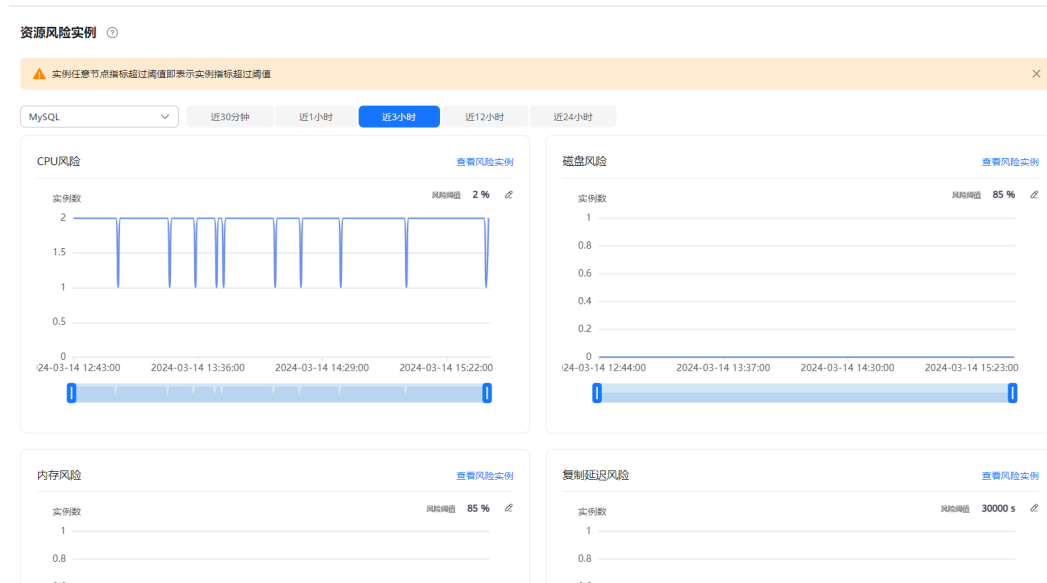 资源风险实例
实例任意节点指标超过阈值即表示实例指标超过阈值
MySQL 近30分钟 近1小时 近3小时 近12小时 近24小时
CPU风险 查看风险实例
实例数 风险阈值 2 %
2
1.5
1
0.5
0
24-03-14 12:43:00 2024-03-14 13:36:00 2024-03-14 14:29:00 2024-03-14 15:22:00
磁盘风险 查看风险实例
实例数 风险阈值 85 %
1
0.8
0.6
0.4
0.2
0
24-03-14 12:44:00 2024-03-14 13:37:00 2024-03-14 14:30:00 2024-03-14 15:23:00
内存风险 查看风险实例
实例数 风险阈值 85 %
1
0.8
复制延迟风险 查看风险实例
实例数 风险阈值 30000 s
1
0.8